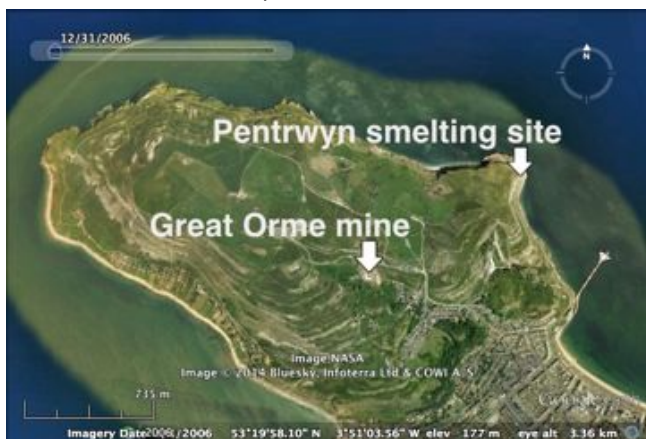 12/31/2006
N
Pentrwyn smelting site
Great Orme mine
Image NASA
Image © 2014 Bluesky, Infoterra Ltd & COWI A/S
735 m
Imagery Date: /2006 53°19'58.10" N 3°51'03.56" W elev 177 m eye alt 3.36 km
2006